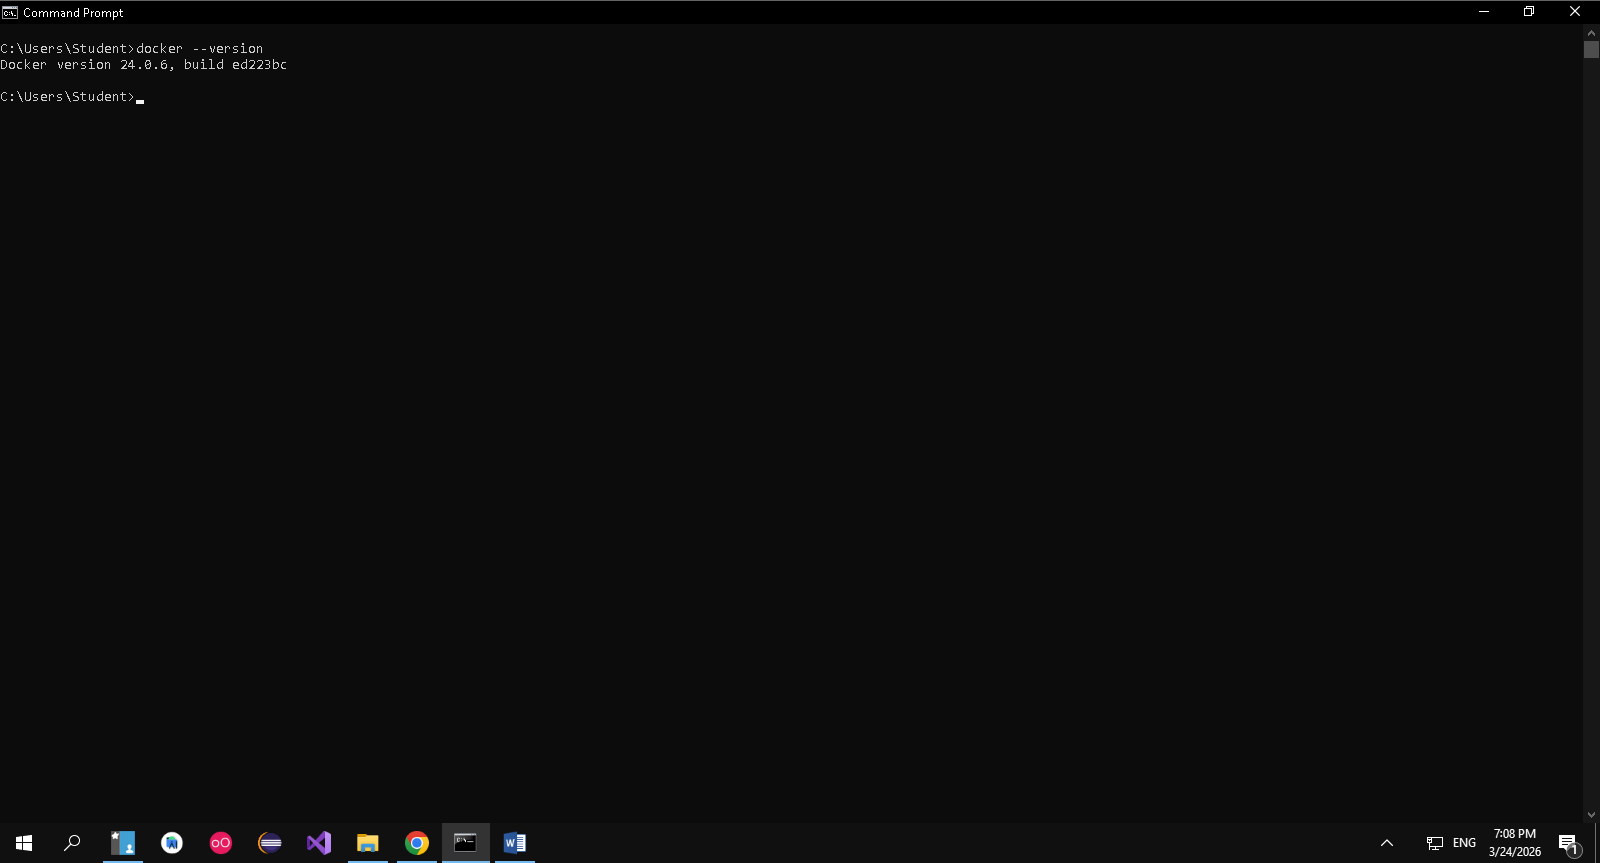 Command Prompt
C:\Users\Student>docker --version
Docker version 24.0.6, build ed223bc
C:\Users\Student>
ENG
7:08 PM
3/24/2026
1